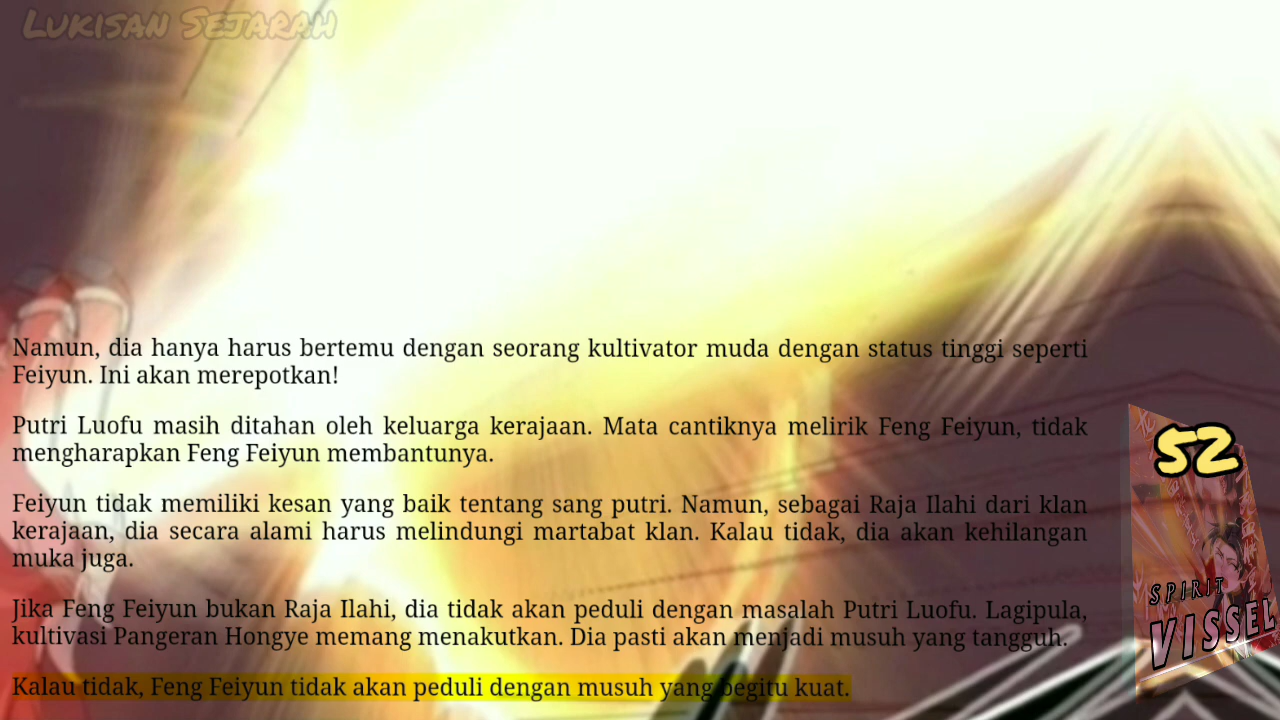 Lukisan Sejarah
Namun, dia hanya harus bertemu dengan seorang kultivator muda dengan status tinggi seperti
Feiyun. Ini akan merepotkan!
Putri Luofu masih ditahan oleh keluarga kerajaan. Mata cantiknya melirik Feng Feiyun, tidak
mengharapkan Feng Feiyun membantunya.
Feiyun tidak memiliki kesan yang baik tentang sang putri. Namun, sebagai Raja Ilahi dari klan
kerajaan, dia secara alami harus melindungi martabat klan. Kalau tidak, dia akan kehilangan
muka juga.
Jika Feng Feiyun bukan Raja Ilahi, dia tidak akan peduli dengan masalah Putri Luofu. Lagipula,
kultivasi Pangeran Hongye memang menakutkan. Dia pasti akan menjadi musuh yang tangguh.
Kalau tidak, Feng Feiyun tidak akan peduli dengan musuh yang begitu kuat.
SPIRIT
VISSEL